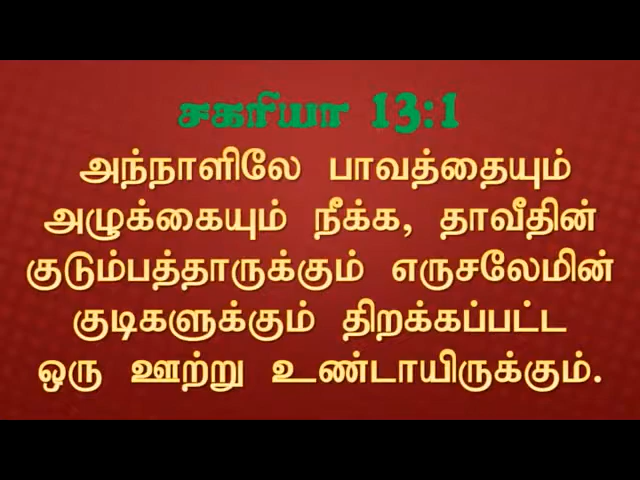 சகரியா 13:1
அந்நாளிலே பாவத்தையும்
அழுக்கையும் நீக்க, தாவீதின்
குடும்பத்தாருக்கும் எருசலேமின்
குடிகளுக்கும் திறக்கப்பட்ட
ஒரு ஊற்று உண்டாயிருக்கும்.